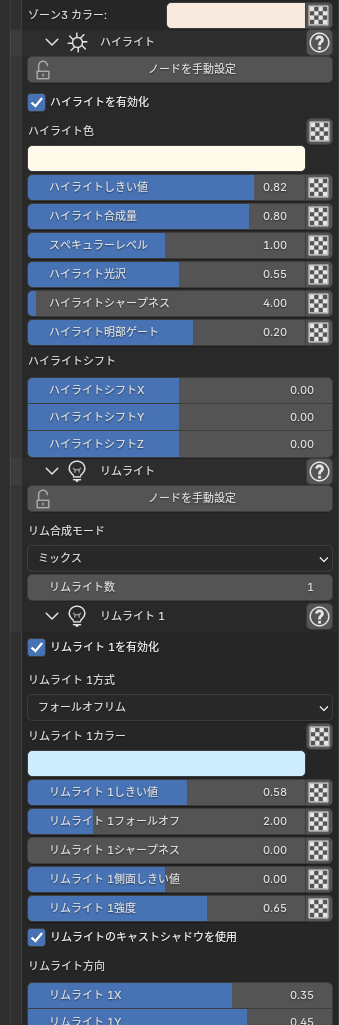 ゾーン3 カラー:
ハイライト
ノードを手動設定
ハイライトを有効化
ハイライト色
ハイライトしきい値 0.82
ハイライト合成量 0.80
スペキュラーレベル 1.00
ハイライト光沢 0.55
ハイライトシャープネス 4.00
ハイライト明部ゲート 0.20
ハイライトシフト
ハイライトシフトX 0.00
ハイライトシフトY 0.00
ハイライトシフトZ 0.00
リムライト
ノードを手動設定
リム合成モード
ミックス
リムライト数 1
リムライト 1
リムライト 1を有効化
リムライト 1方式
フォールオフリム
リムライト 1カラー
リムライト 1しきい値 0.58
リムライト 1フォールオフ 2.00
リムライト 1シャープネス 0.00
リムライト 1側面しきい値 0.00
リムライト 1強度 0.65
リムライトのキャストシャドウを使用
リムライト方向
リムライト 1X 0.35
リムライト 1Y 0.45